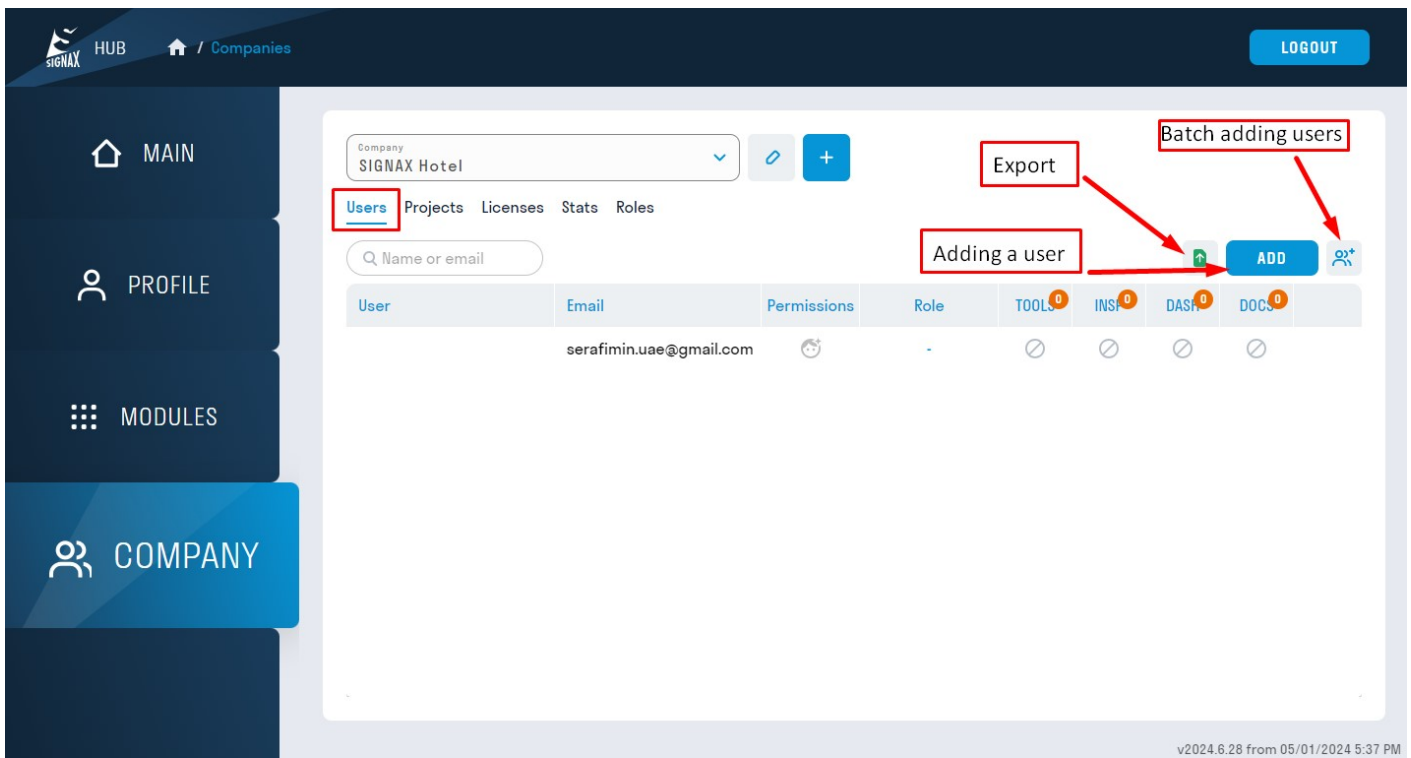 SIGNAX HUB / Companies LOGOUT
MAIN
PROFILE
MODULES
COMPANY
Company
SIGNAX Hotel
+
Export
Batch adding users
Users Projects Licenses Stats Roles
Name or email
Adding a user
ADD
User Email Permissions Role TOOLS 0 0 0 DOCS 0
serafimin.uae@gmail.com -
v2024.6.28 from 05/01/2024 5:37 PM